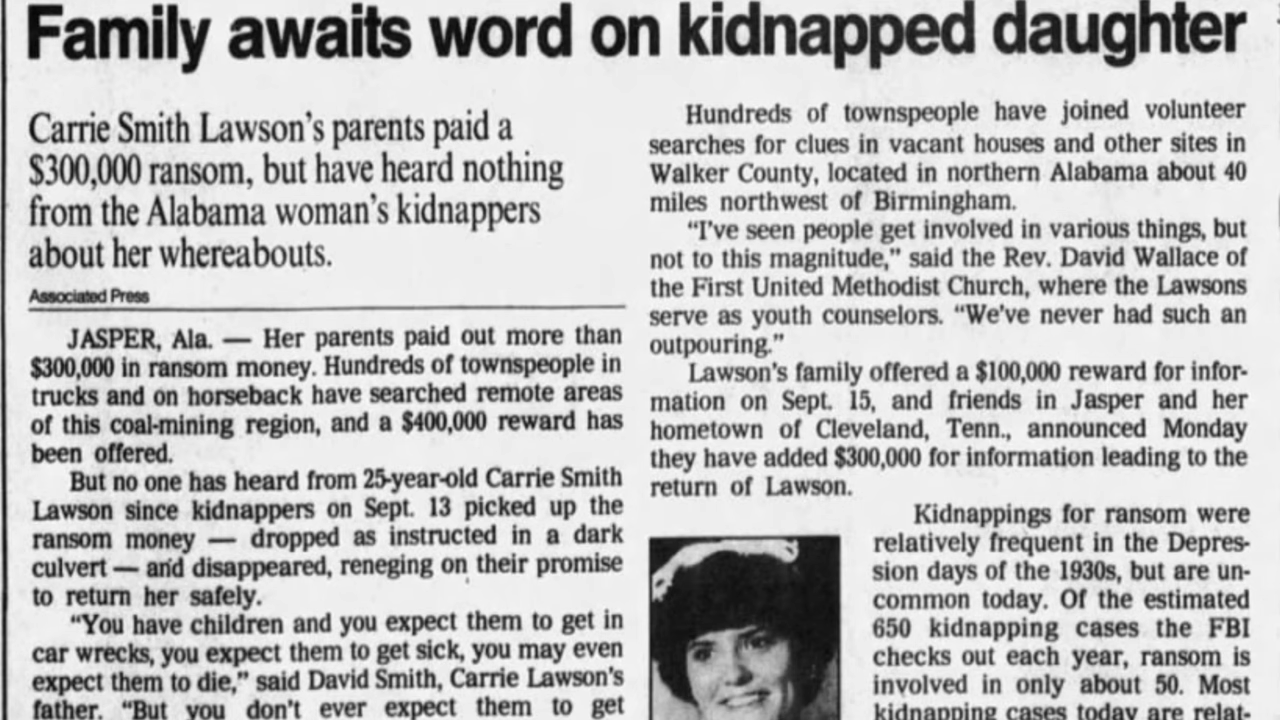 Family awaits word on kidnapped daughter
Carrie Smith Lawson's parents paid a
$300,000 ransom, but have heard nothing
from the Alabama woman's kidnappers
about her whereabouts.
Associated Press
JASPER, Ala. — Her parents paid out more than
$300,000 in ransom money. Hundreds of townspeople in
trucks and on horseback have searched remote areas
of this coal-mining region, and a $400,000 reward has
been offered.
But no one has heard from 25-year-old Carrie Smith
Lawson since kidnappers on Sept. 13 picked up the
ransom money — dropped as instructed in a dark
culvert — and disappeared, reneging on their promise
to return her safely.
"You have children and you expect them to get in
car wrecks, you expect them to get sick, you may even
expect them to die," said David Smith, Carrie Lawson's
father. "But you don't ever expect them to get
Hundreds of townspeople have joined volunteer
searches for clues in vacant houses and other sites in
Walker County, located in northern Alabama about 40
miles northwest of Birmingham.
"I've seen people get involved in various things, but
not to this magnitude," said the Rev. David Wallace of
the First United Methodist Church, where the Lawsons
serve as youth counselors. "We've never had such an
outpouring."
Lawson's family offered a $100,000 reward for infor-
mation on Sept. 15, and friends in Jasper and her
hometown of Cleveland, Tenn., announced Monday
they have added $300,000 for information leading to the
return of Lawson.
Kidnappings for ransom were
relatively frequent in the Depres-
sion days of the 1930s, but are un-
common today. Of the estimated
650 kidnapping cases the FBI
checks out each year, ransom is
involved in only about 50. Most
kidnapping cases today are relat-